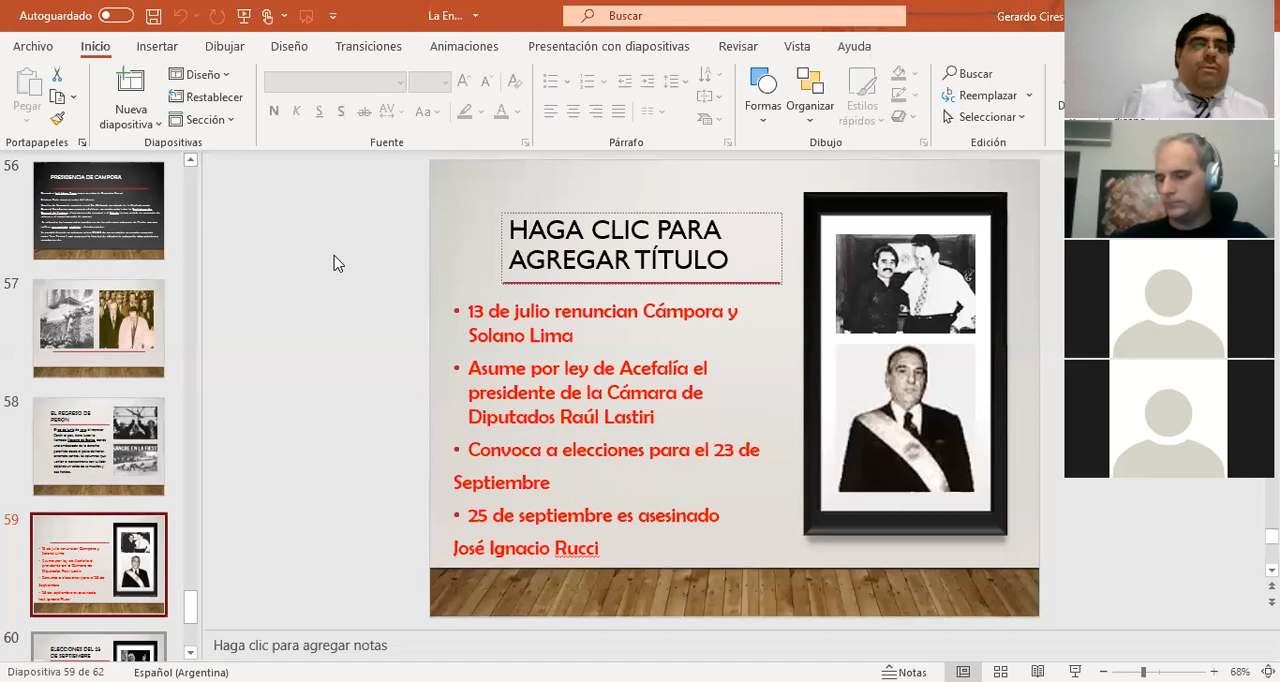 Autoguardado
La En...
Buscar
Gerardo Cires
Archivo Inicio Insertar Dibujar Diseño Transiciones Animaciones Presentación con diapositivas Revisar Vista Ayuda
Pegar
Nueva diapositiva
Diseño
Restablecer
Sección
N K S S ab AV Aa A
Formas
Organizar
Estilos rápidos
Buscar
Reemplazar
Seleccionar
Portapapeles
Diapositivas
Fuente
Párrafo
Dibujo
Edición
56
PRESIDENCIA DE CAMPORA
57
58
EL REGRESO DE
PERON
59
60
ELECCIONES DEL 23
DE SEPTIEMBRE
HAGA CLIC PARA
AGREGAR TÍTULO
• 13 de julio renuncian Cámpora y
Solano Lima
• Asume por ley de Acefalía el
presidente de la Cámara de
Diputados Raúl Lastiri
• Convoca a elecciones para el 23 de
Septiembre
• 25 de septiembre es asesinado
José Ignacio Rucci
Haga clic para agregar notas
Diapositiva 59 de 62
Español (Argentina)
Notas
68%